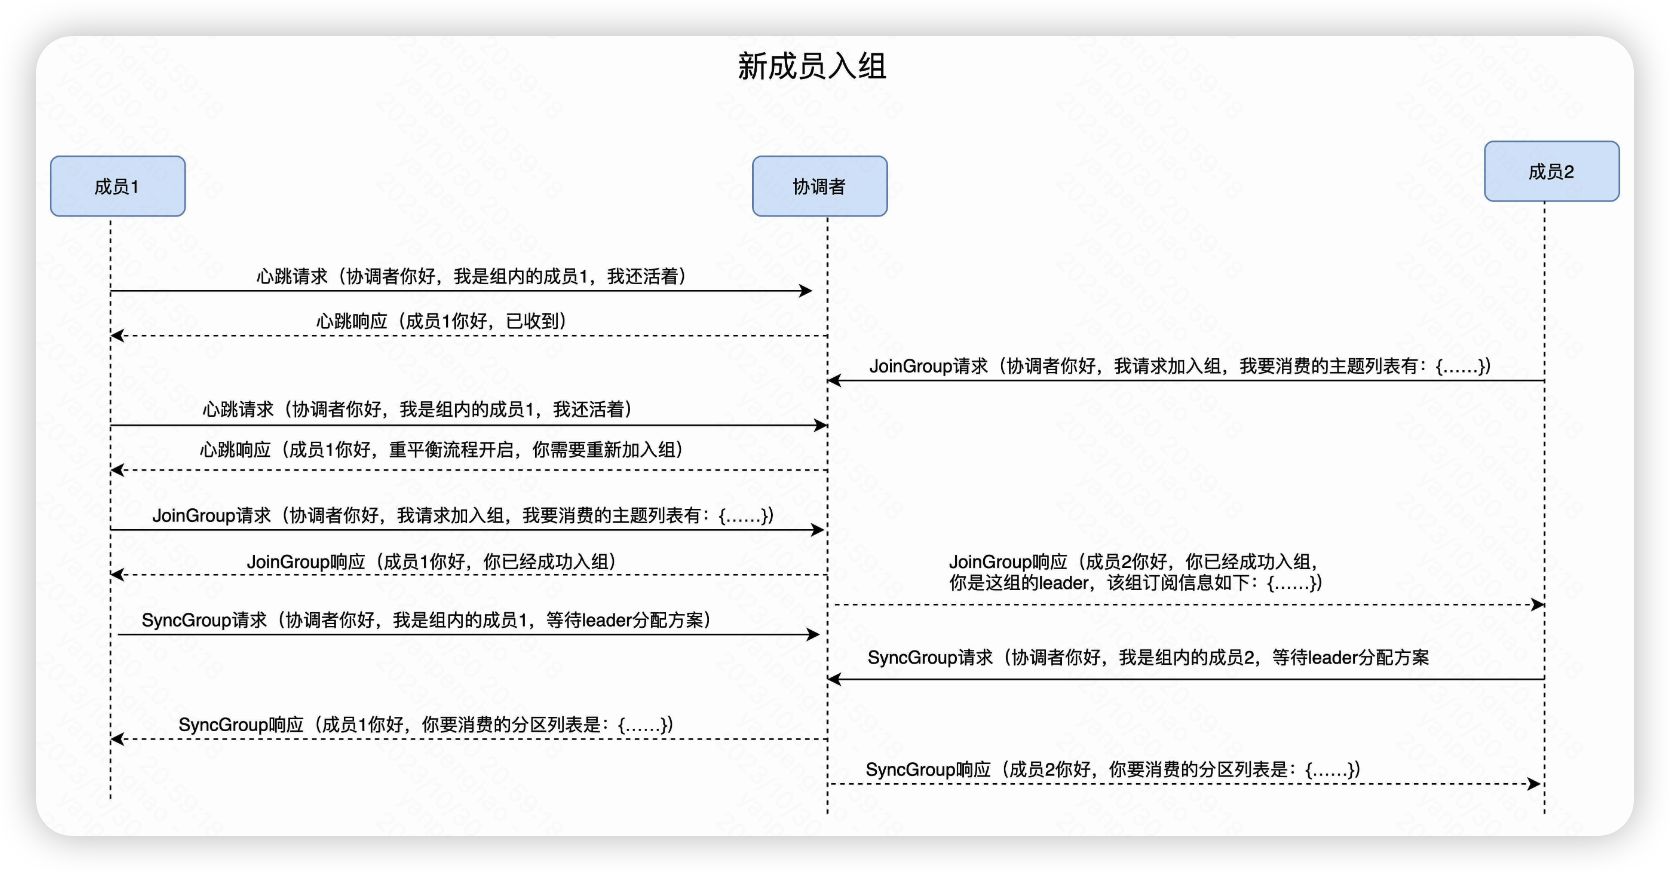 新成员入组
成员1
协调者
成员2
心跳请求（协调者你好，我是组内的成员1，我还活着）
心跳响应（成员1你好，已收到）
JoinGroup请求（协调者你好，我请求加入组，我要消费的主题列表有：{……}）
心跳请求（协调者你好，我是组内的成员1，我还活着）
心跳响应（成员1你好，重平衡流程开启，你需要重新加入组）
JoinGroup请求（协调者你好，我请求加入组，我要消费的主题列表有：{……}）
JoinGroup响应（成员1你好，你已经成功入组）
JoinGroup响应（成员2你好，你已经成功入组，
你是这组的leader，该组订阅信息如下：{……}）
SyncGroup请求（协调者你好，我是组内的成员1，等待leader分配方案）
SyncGroup请求（协调者你好，我是组内的成员2，等待leader分配方案
SyncGroup响应（成员1你好，你要消费的分区列表是：{……}）
SyncGroup响应（成员2你好，你要消费的分区列表是：{……}）